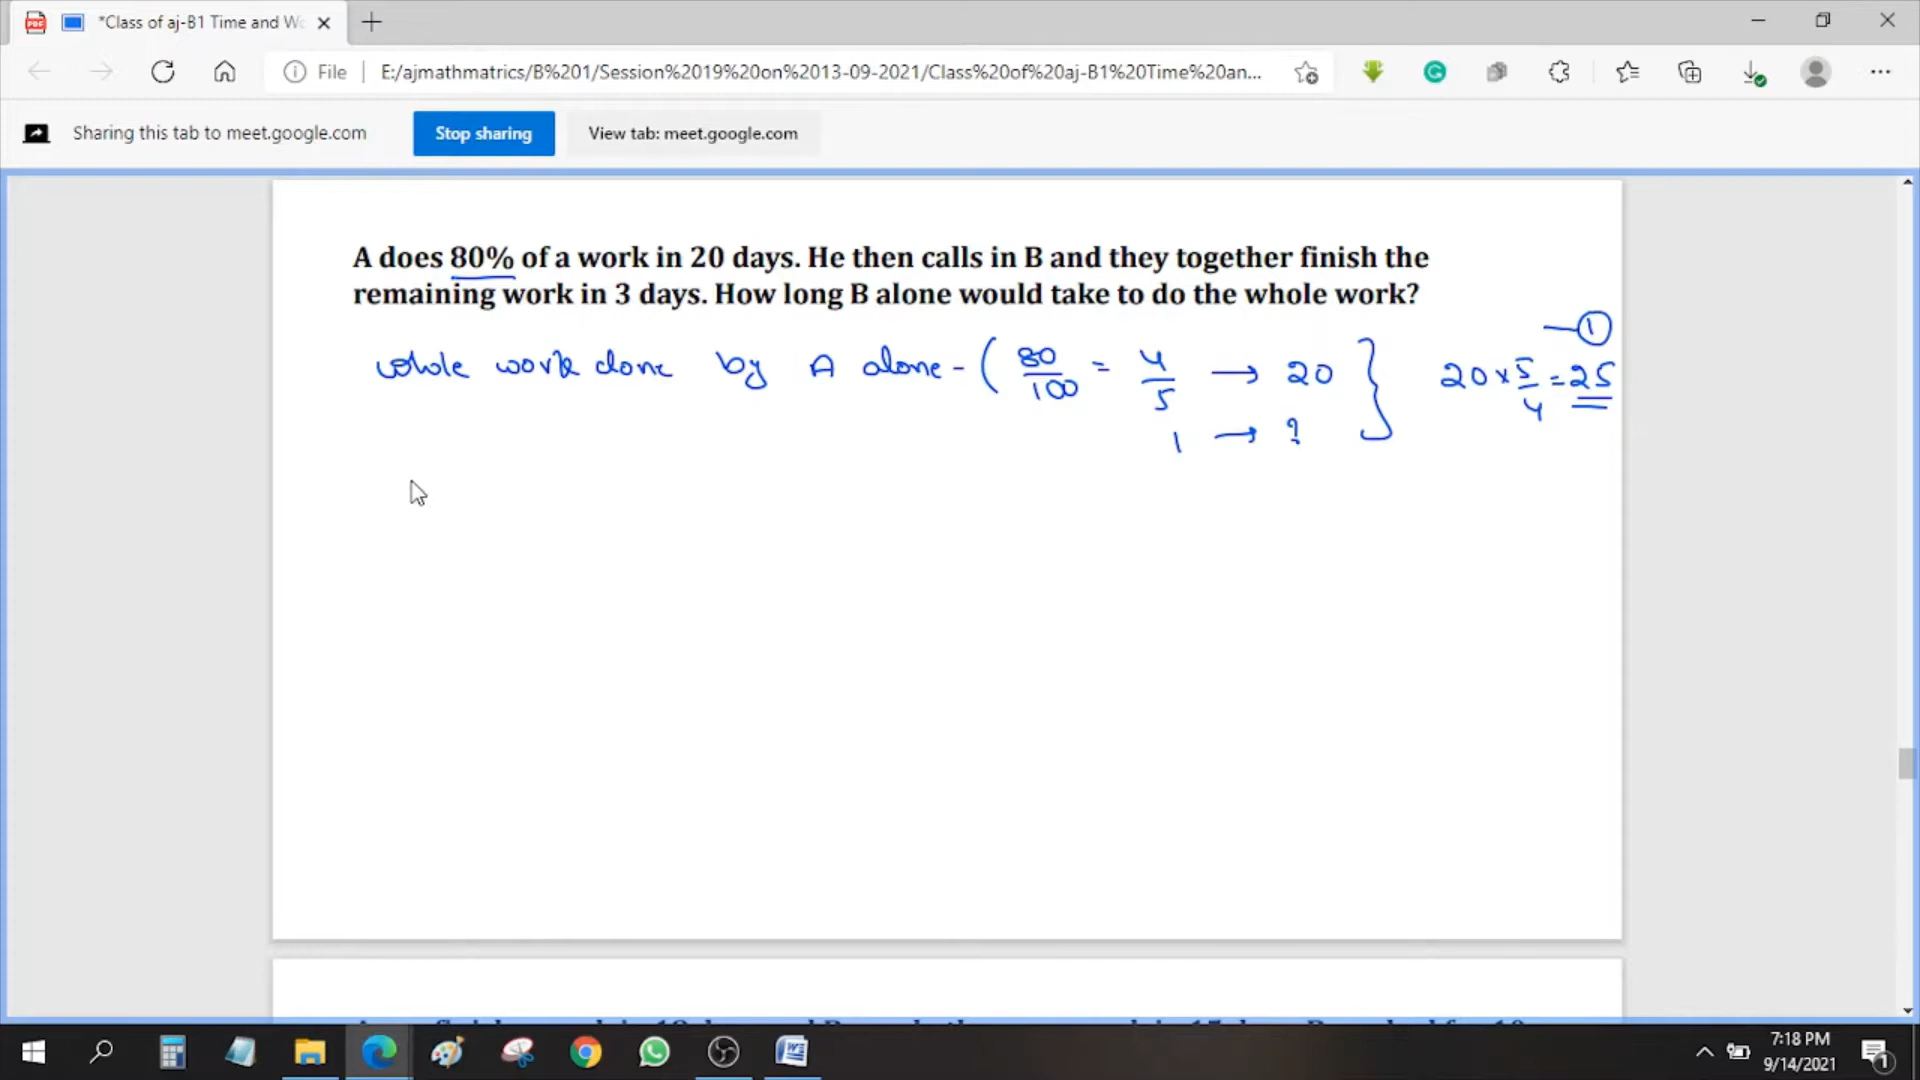 *Class of aj-B1 Time and Wo
File
E:/ajmathmatrics/B%201/Session%2019%20on%2013-09-2021/Class%20of%20aj-B1%20Time%20an...
Sharing this tab to meet.google.com
Stop sharing
View tab: meet.google.com
A does 80% of a work in 20 days. He then calls in B and they together finish the
remaining work in 3 days. How long B alone would take to do the whole work?
whole work done by A alone - ( 80/100 = 4/5 → 20 } 20 × 5/4 = 25 — ①
1 → ?
7:18 PM
9/14/2021
1